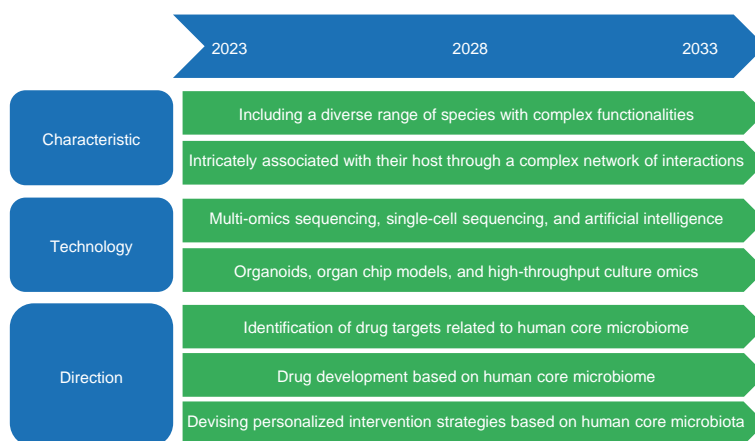 2023 2028 2033
Characteristic
Including a diverse range of species with complex functionalities
Intricately associated with their host through a complex network of interactions
Technology
Multi-omics sequencing, single-cell sequencing, and artificial intelligence
Organoids, organ chip models, and high-throughput culture omics
Direction
Identification of drug targets related to human core microbiome
Drug development based on human core microbiome
Devising personalized intervention strategies based on human core microbiota